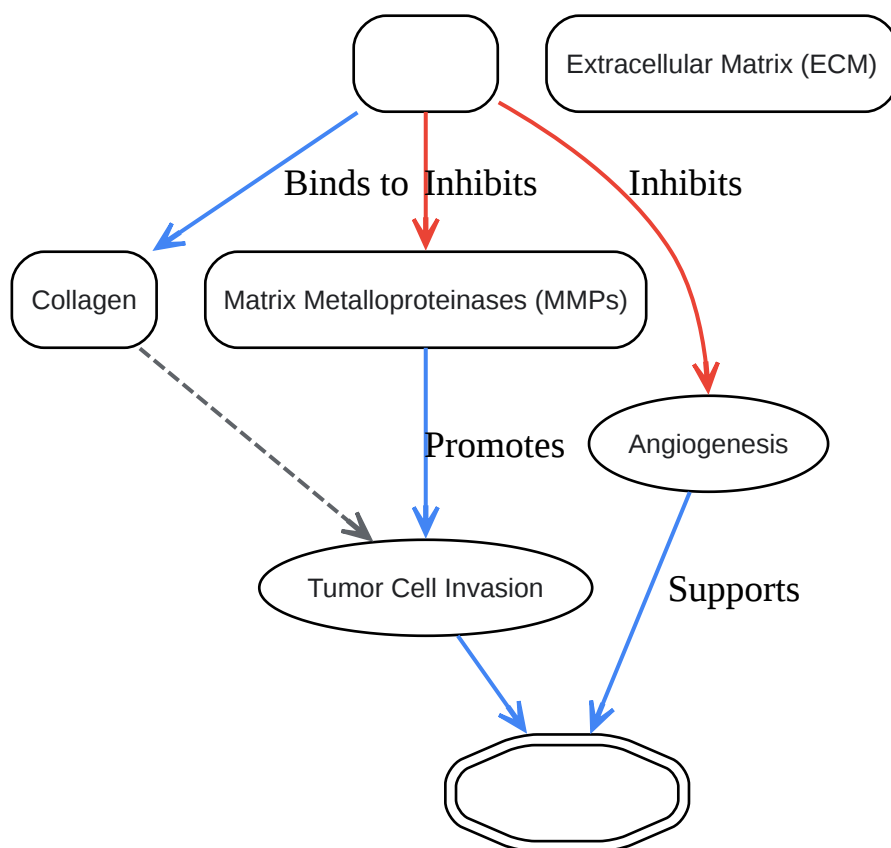 Extracellular Matrix (ECM)
Binds to
Inhibits
Inhibits
Collagen
Matrix Metalloproteinases (MMPs)
Promotes
Angiogenesis
Tumor Cell Invasion
Supports